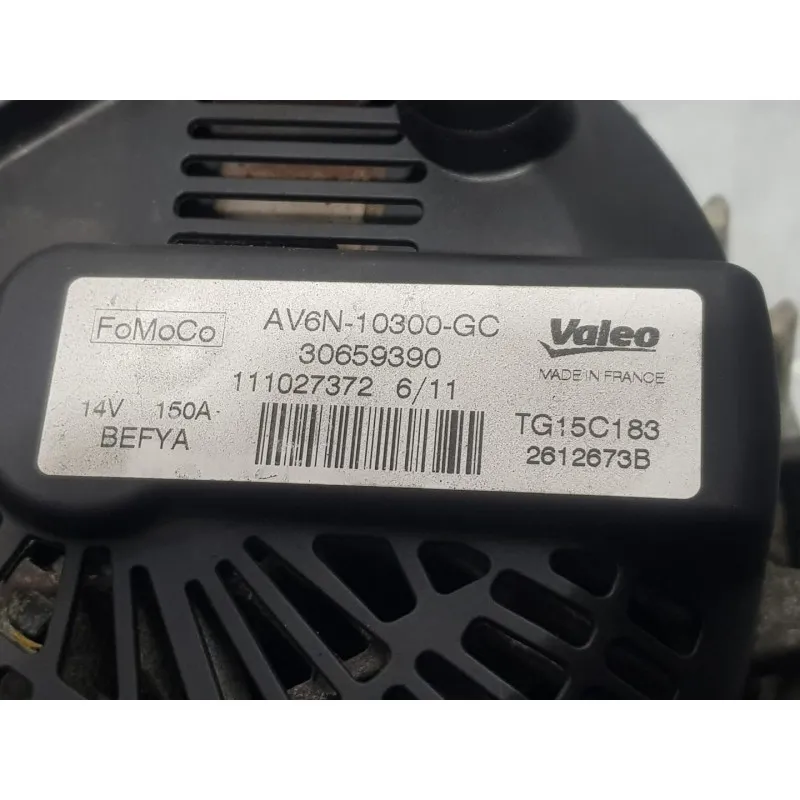 FoMoCo
AV6N-10300-GC
30659390
111027372 6/11
14V 150A
BEFYA
Valeo
MADE IN FRANCE
TG15C183
2612673B